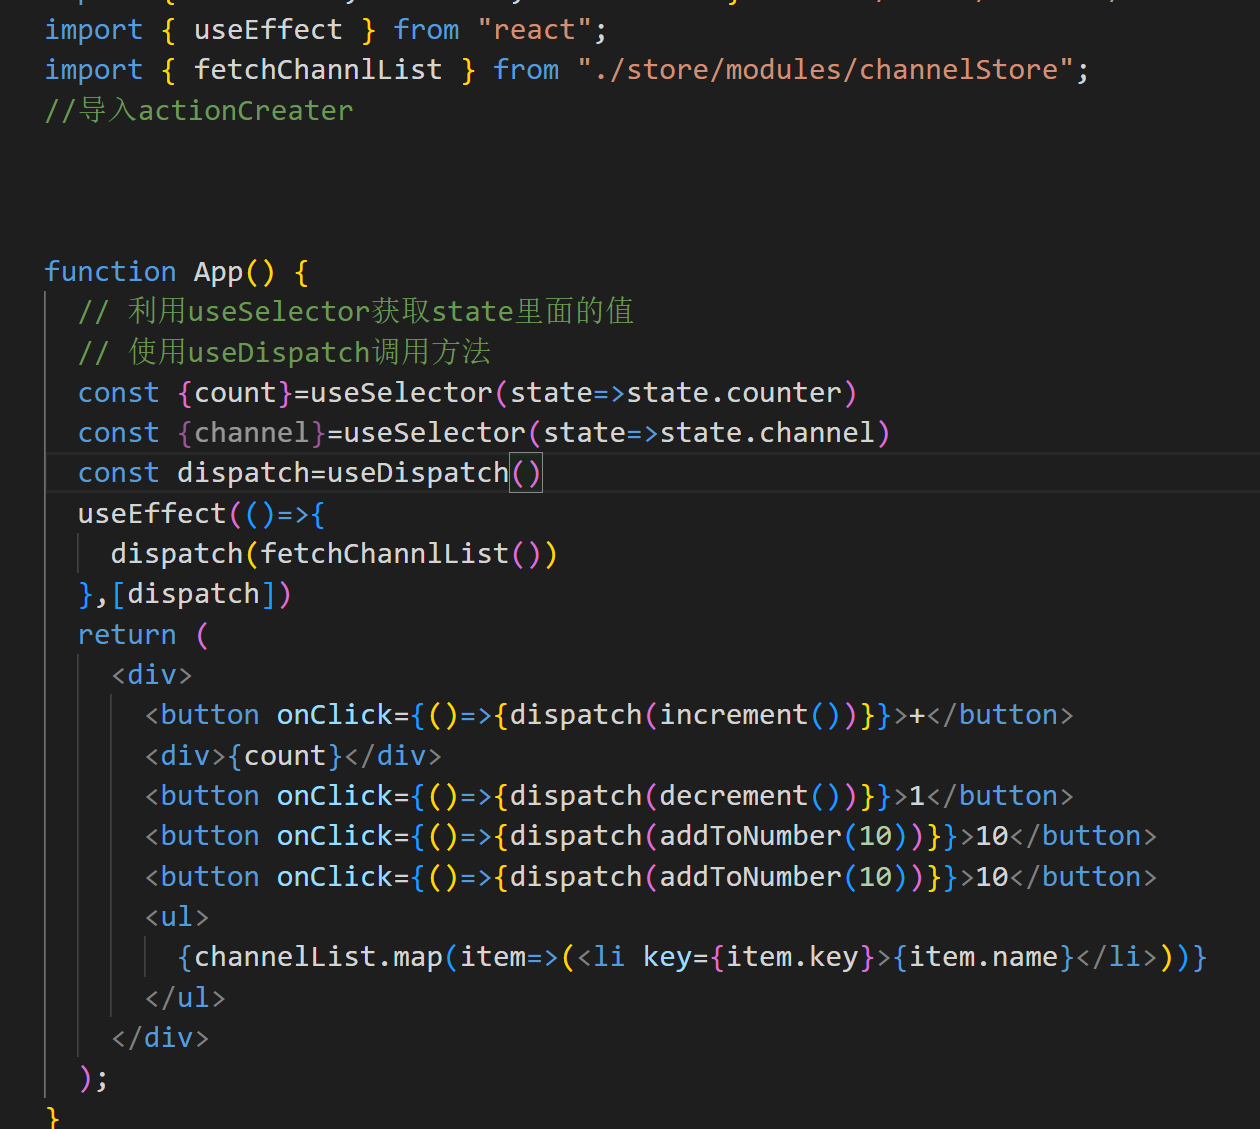 import { useEffect } from "react";
import { fetchChannlList } from "./store/modules/channelStore";
//导入actionCreater
function App() {
  // 利用useSelector获取state里面的值
  // 使用useDispatch调用方法
  const {count}=useSelector(state=>state.counter)
  const {channel}=useSelector(state=>state.channel)
  const dispatch=useDispatch()
  useEffect(()=>{
    dispatch(fetchChannlList())
  },[dispatch])
  return (
    <div>
      <button onClick={()=>{dispatch(increment())}}>+</button>
      <div>{count}</div>
      <button onClick={()=>{dispatch(decrement())}}>1</button>
      <button onClick={()=>{dispatch(addToNumber(10))}}>10</button>
      <button onClick={()=>{dispatch(addToNumber(10))}}>10</button>
      <ul>
        {channelList.map(item=>(<li key={item.key}>{item.name}</li>))}
      </ul>
    </div>
  );
}